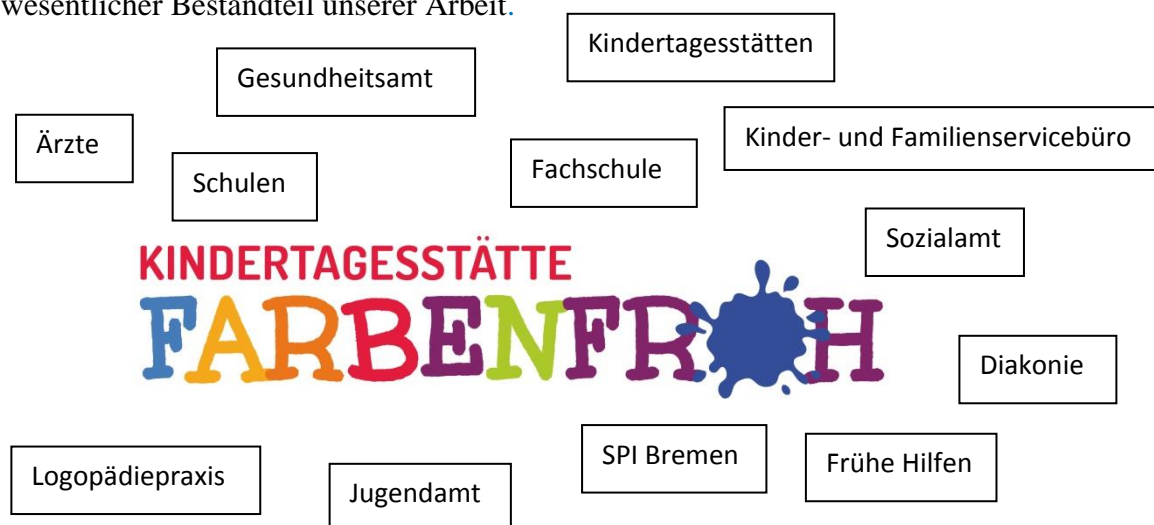 wesentlicher Bestandteil unserer Arbeit.
Kindertagesstätten
Gesundheitsamt
Kinder- und Familienservicebüro
Ärzte
Fachschule
Schulen
Sozialamt
KINDERTAGESSTÄTTE
FARBENFROH
Diakonie
SPI Bremen
Frühe Hilfen
Logopädiepraxis
Jugendamt